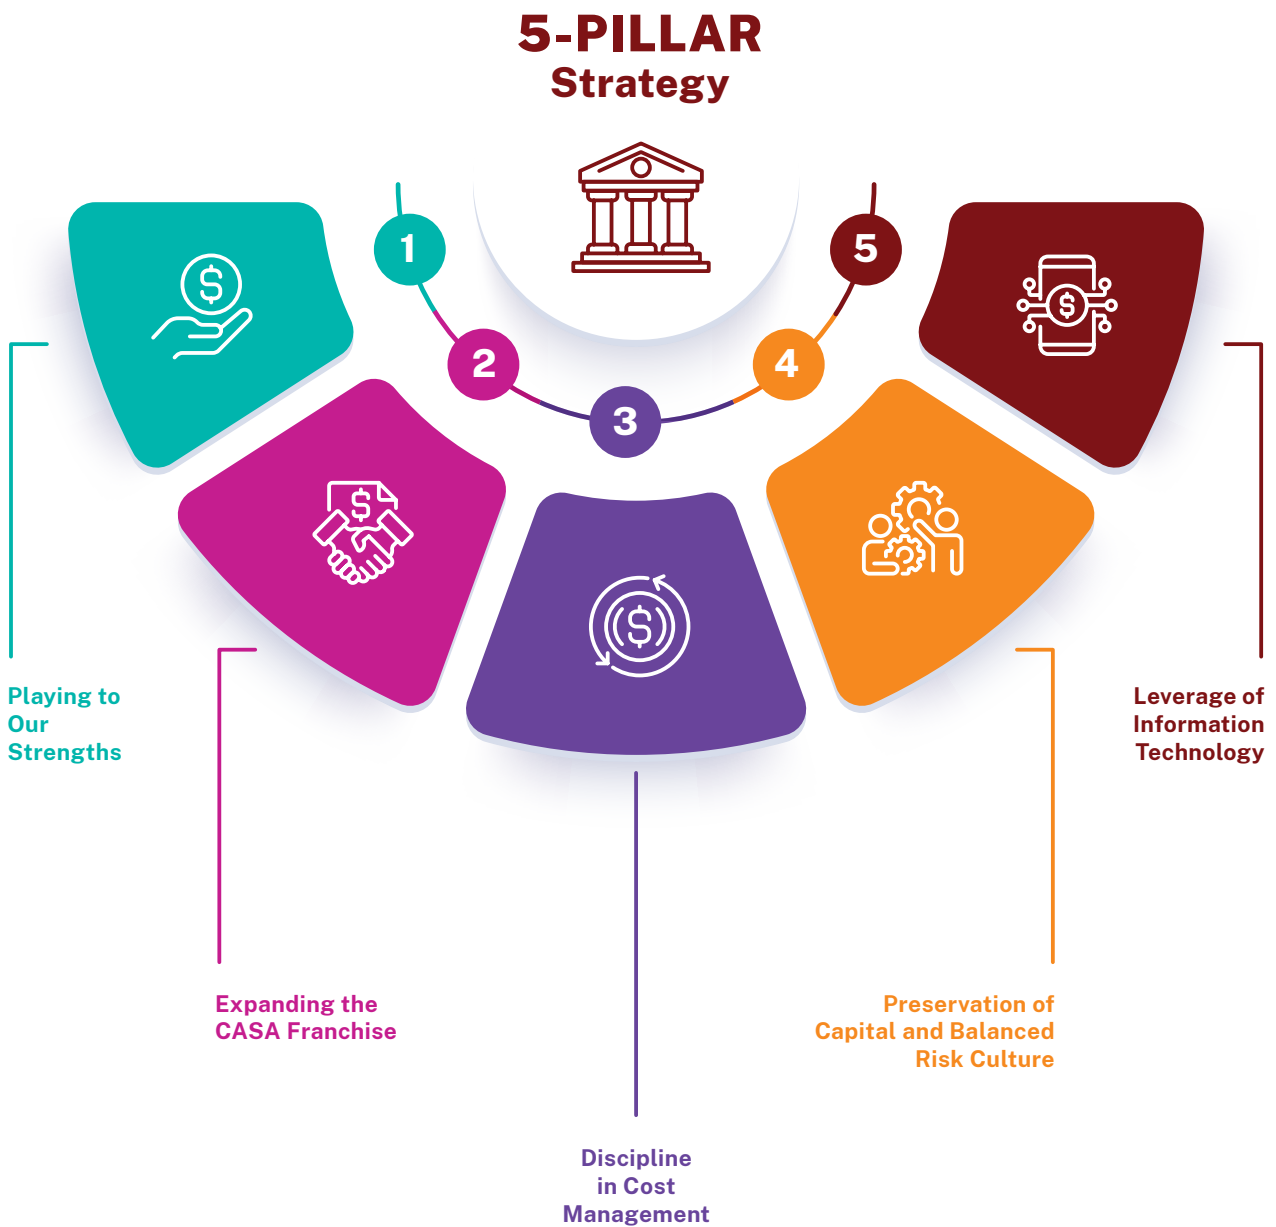 5-PILLAR
Strategy
1
2
3
4
5
$
$
$
$
Playing to
Our
Strengths
Expanding the
CASA Franchise
Discipline
in Cost
Management
Preservation of
Capital and Balanced
Risk Culture
Leverage of
Information
Technology